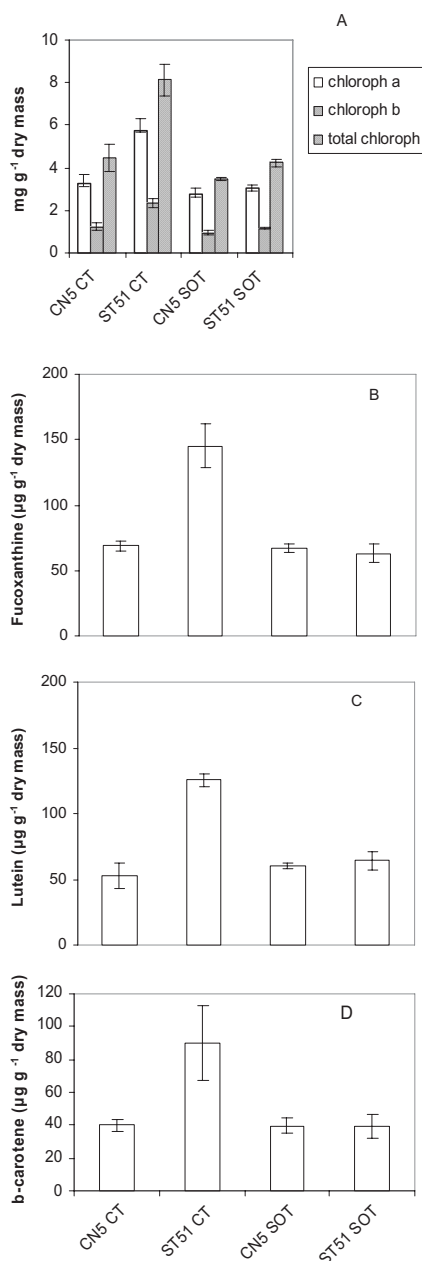 A
mg g-1 dry mass
10
8
6
4
2
0
CN5 CT
ST51 CT
CN5 SOT
ST51 SOT
chloroph a
chloroph b
total chloroph
B
Fucoxanthine (µg g-1 dry mass)
200
150
100
50
0
C
Lutein (µg g-1 dry mass)
200
150
100
50
0
D
b-carotene (µg g -1 dry mass)
120
100
80
60
40
20
0
CN5 CT
ST51 CT
CN5 SOT
ST51 SOT